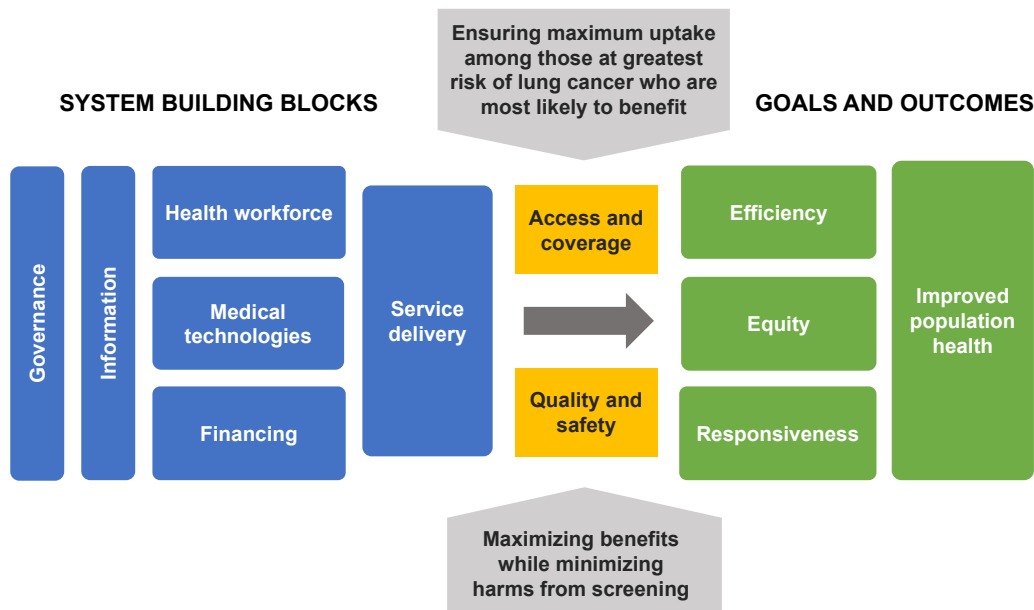 Ensuring maximum uptake
among those at greatest
risk of lung cancer who are
most likely to benefit
SYSTEM BUILDING BLOCKS
GOALS AND OUTCOMES
Governance
Information
Health workforce
Medical
technologies
Financing
Service
delivery
Access and
coverage
Quality and
safety
Efficiency
Equity
Responsiveness
Improved
population
health
Maximizing benefits
while minimizing
harms from screening